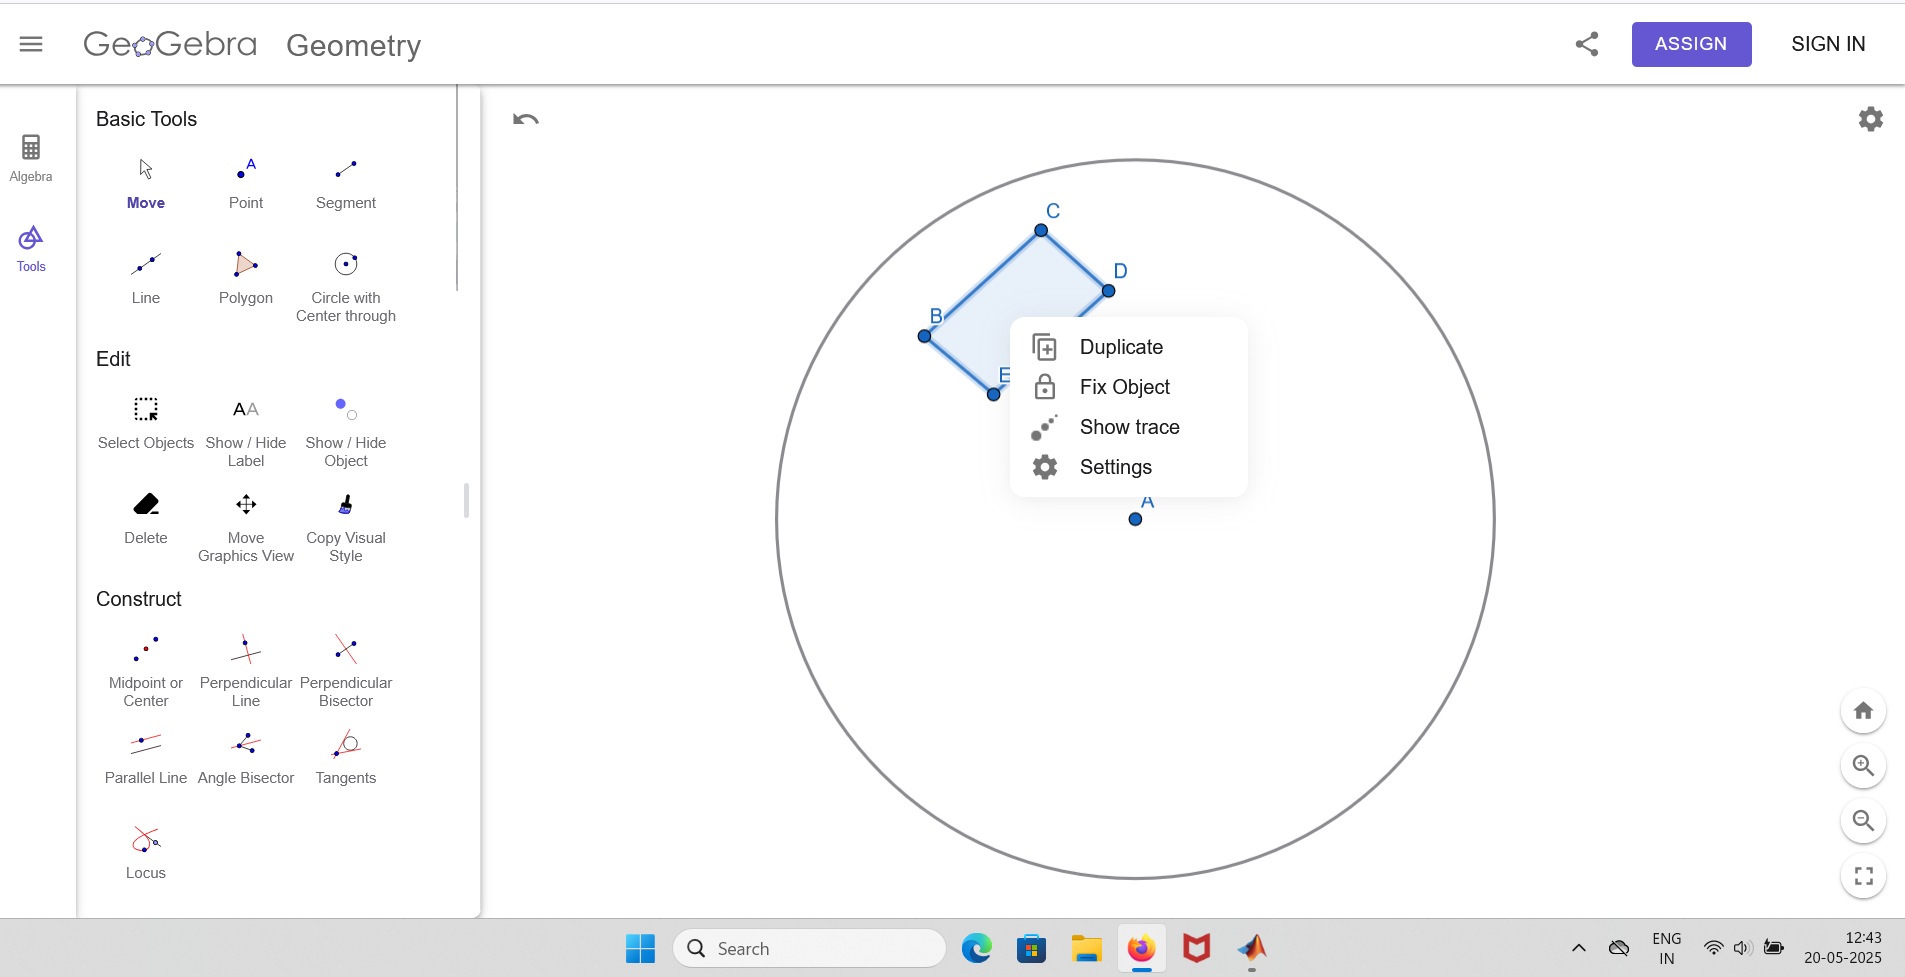 GeoGebra Geometry
ASSIGN
SIGN IN
Algebra
Tools
Basic Tools
Move
A
Point
Segment
Line
Polygon
Circle with
Center through
Edit
Select Objects
AA
Show / Hide
Label
Show / Hide
Object
Delete
Move
Graphics View
Copy Visual
Style
Construct
Midpoint or
Center
Perpendicular
Line
Perpendicular
Bisector
Parallel Line
Angle Bisector
Tangents
Locus
C
D
B
E
Duplicate
Fix Object
Show trace
Settings
A
Search
ENG
IN
12:43
20-05-2025